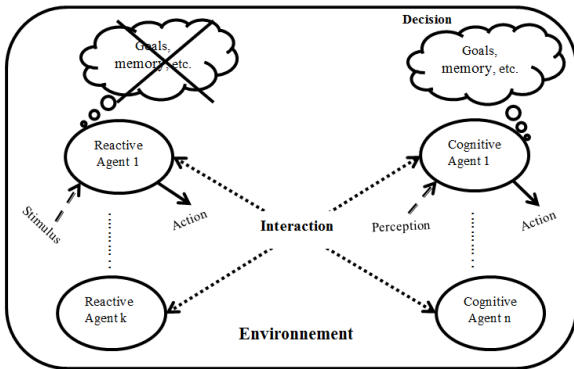 Decision
Goals,
memory, etc.
Goals,
memory, etc.
Reactive
Agent 1
Cognitive
Agent 1
Stimulus
Action
Interaction
Perception
Action
Reactive
Agent k
Cognitive
Agent n
Environnement